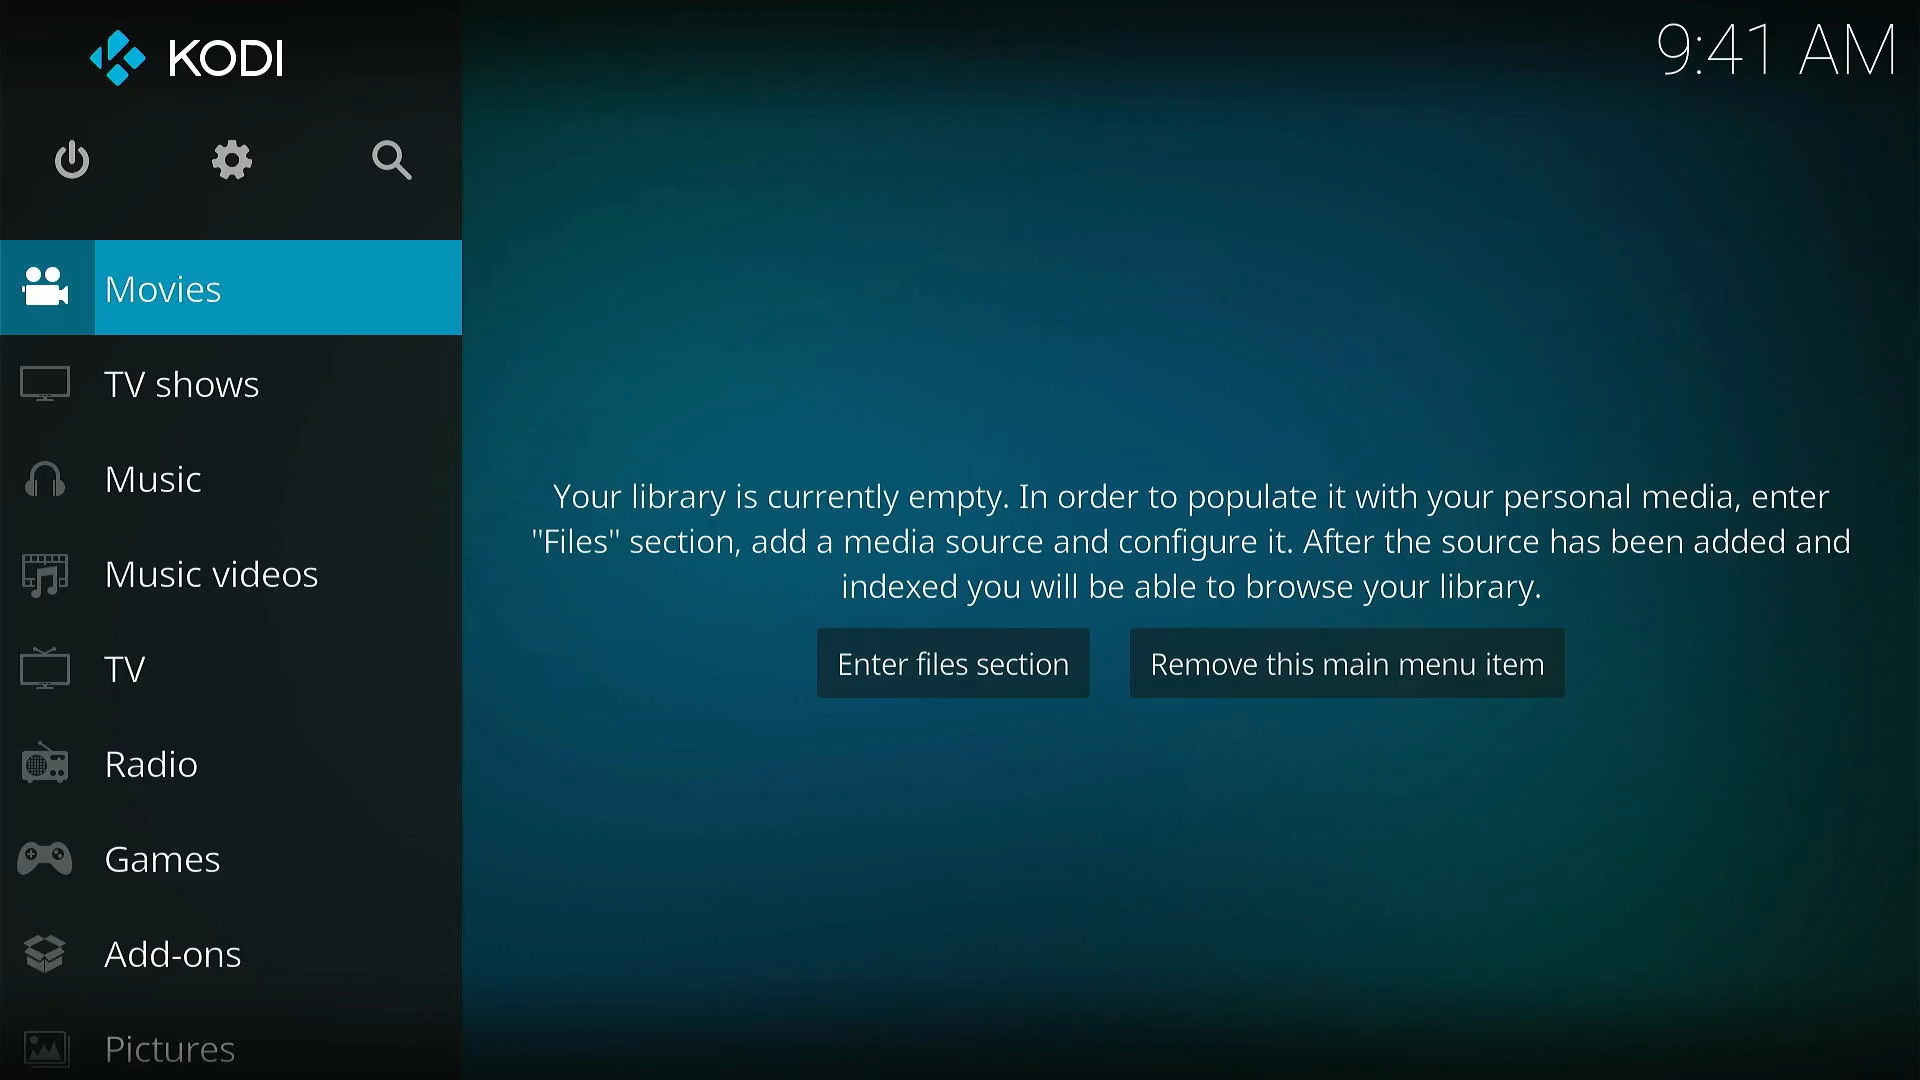 KODI
9:41 AM
Movies
TV shows
Music
Music videos
TV
Radio
Games
Add-ons
Pictures
Your library is currently empty. In order to populate it with your personal media, enter
"Files" section, add a media source and configure it. After the source has been added and
indexed you will be able to browse your library.
Enter files section
Remove this main menu item